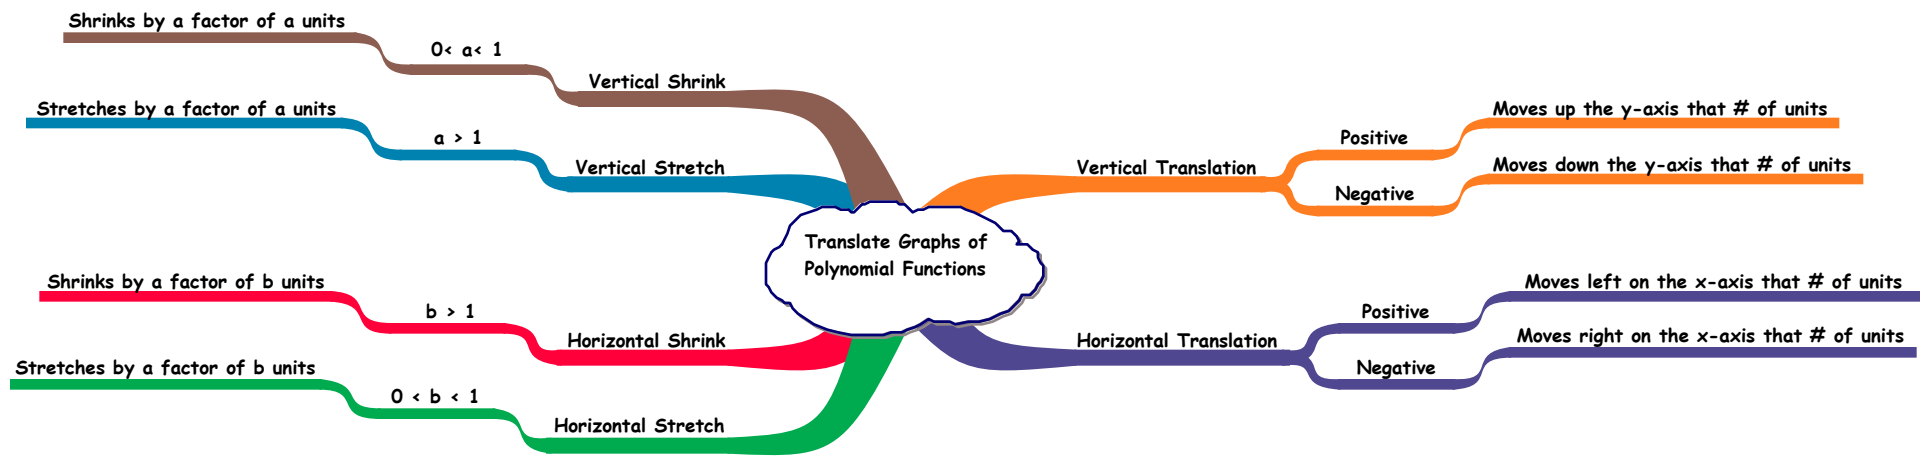 Shrinks by a factor of a units
0< a< 1
Vertical Shrink
Stretches by a factor of a units
a > 1
Vertical Stretch
Shrinks by a factor of b units
b > 1
Horizontal Shrink
Stretches by a factor of b units
0 < b < 1
Horizontal Stretch
Translate Graphs of
Polynomial Functions
Vertical Translation
Positive
Moves up the y-axis that # of units
Negative
Moves down the y-axis that # of units
Horizontal Translation
Positive
Moves left on the x-axis that # of units
Negative
Moves right on the x-axis that # of units